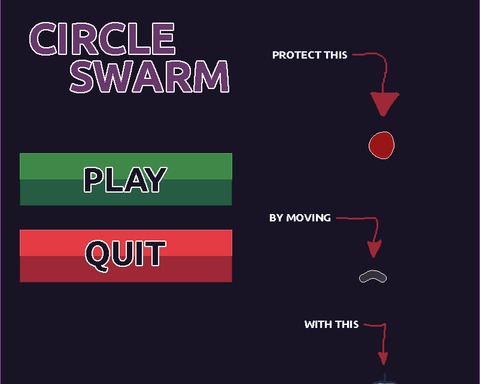 CIRCLE
SWARM
PLAY
QUIT
PROTECT THIS
BY MOVING
WITH THIS